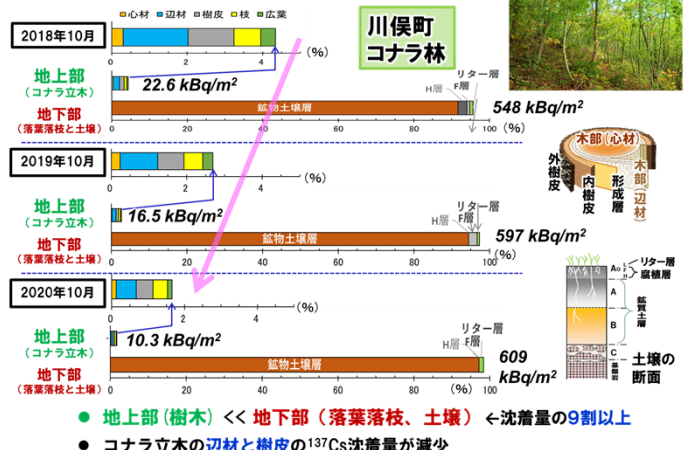 心材 辺材 樹皮 枝 広葉
川俣町
コナラ林
2018年10月
0 2 4 (%)
地上部
(コナラ立木)
22.6 kBq/m²
H層 F層 リター層
地下部
(落葉落枝と土壌)
鉱物土壌層
548 kBq/m²
0 20 40 60 80 100 (%)
2019年10月
0 2 4 (%)
地上部
(コナラ立木)
16.5 kBq/m²
H層 F層 リター層
地下部
(落葉落枝と土壌)
鉱物土壌層
597 kBq/m²
0 20 40 60 80 100 (%)
2020年10月
0 2 4 (%)
地上部
(コナラ立木)
10.3 kBq/m²
H層 F層 リター層
地下部
(落葉落枝と土壌)
鉱物土壌層
609
kBq/m²
0 20 40 60 80 100 (%)
木部(心材)
木部(辺材)
外樹皮
内樹皮
形成層
A₀ L F H リター層
腐植層
A
B
鉱質土層
C
基盤岩
土壌の
断面
● 地上部(樹木) << 地下部(落葉落枝、土壌) ←沈着量の9割以上
● コナラ立木の辺材と樹皮の¹³⁷Cs沈着量が減少